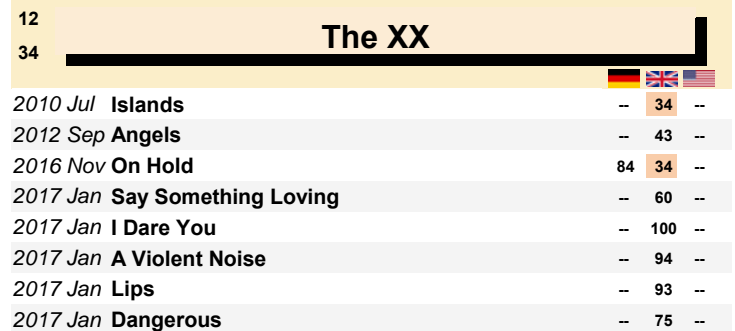 12
The XX
34
2010 Jul Islands -- 34 --
2012 Sep Angels -- 43 --
2016 Nov On Hold 84 34 --
2017 Jan Say Something Loving -- 60 --
2017 Jan I Dare You -- 100 --
2017 Jan A Violent Noise -- 94 --
2017 Jan Lips -- 93 --
2017 Jan Dangerous -- 75 --